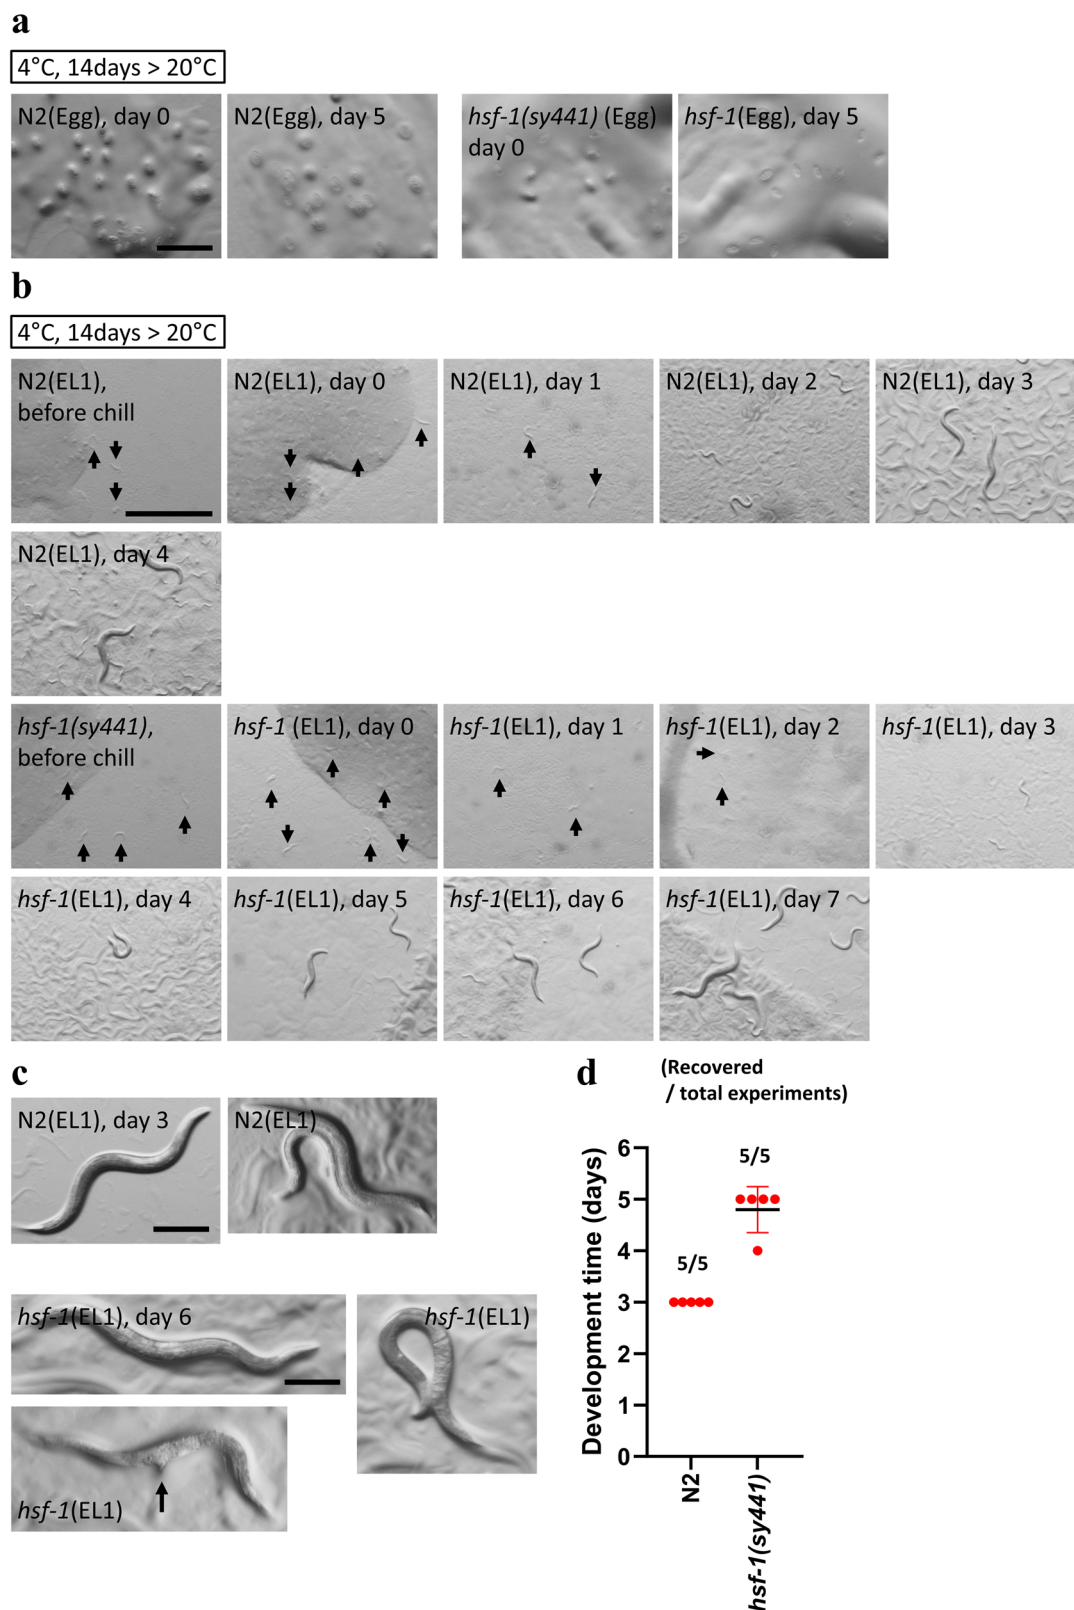 a
4°C, 14days > 20°C
N2(Egg), day 0
N2(Egg), day 5
hsf-1(sy441) (Egg)
day 0
hsf-1(Egg), day 5
b
4°C, 14days > 20°C
N2(EL1),
before chill
N2(EL1), day 0
N2(EL1), day 1
N2(EL1), day 2
N2(EL1), day 3
N2(EL1), day 4
hsf-1(sy441),
before chill
hsf-1 (EL1), day 0
hsf-1(EL1), day 1
hsf-1(EL1), day 2
hsf-1(EL1), day 3
hsf-1(EL1), day 4
hsf-1(EL1), day 5
hsf-1(EL1), day 6
hsf-1(EL1), day 7
c
N2(EL1), day 3
N2(EL1)
hsf-1(EL1), day 6
hsf-1(EL1)
hsf-1(EL1)
d
(Recovered
/ total experiments)
Development time (days)
6
5
4
3
2
1
0
5/5
5/5
N2
hsf-1(sy441)